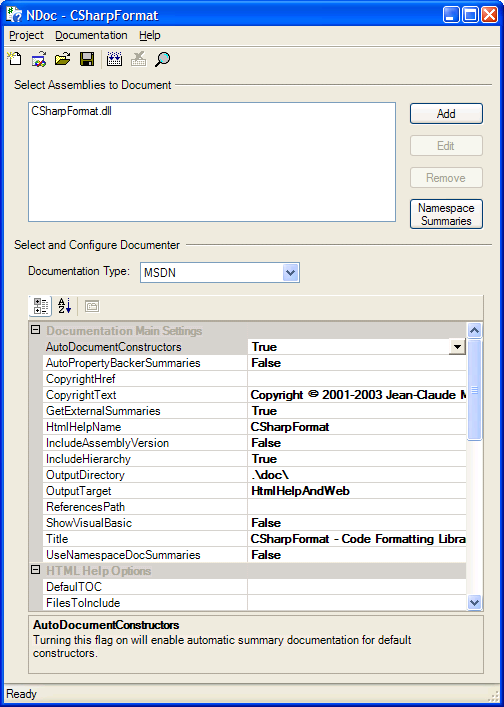 NDoc - CSharpFormat
Project Documentation Help
Select Assemblies to Document
CSharpFormat.dll
Add
Edit
Remove
Namespace
Summaries
Select and Configure Documenter
Documentation Type: MSDN
Documentation Main Settings
AutoDocumentConstructors True
AutoPropertyBackerSummaries False
CopyrightHref
CopyrightText Copyright © 2001-2003 Jean-Claude M
GetExternalSummaries True
HtmlHelpName CSharpFormat
IncludeAssemblyVersion False
IncludeHierarchy True
OutputDirectory .\doc\
OutputTarget HtmlHelpAndWeb
ReferencesPath
ShowVisualBasic False
Title CSharpFormat - Code Formatting Libra
UseNamespaceDocSummaries False
HTML Help Options
DefaulTOC
FilesToInclude
AutoDocumentConstructors
Turning this flag on will enable automatic summary documentation for default
constructors.
Ready